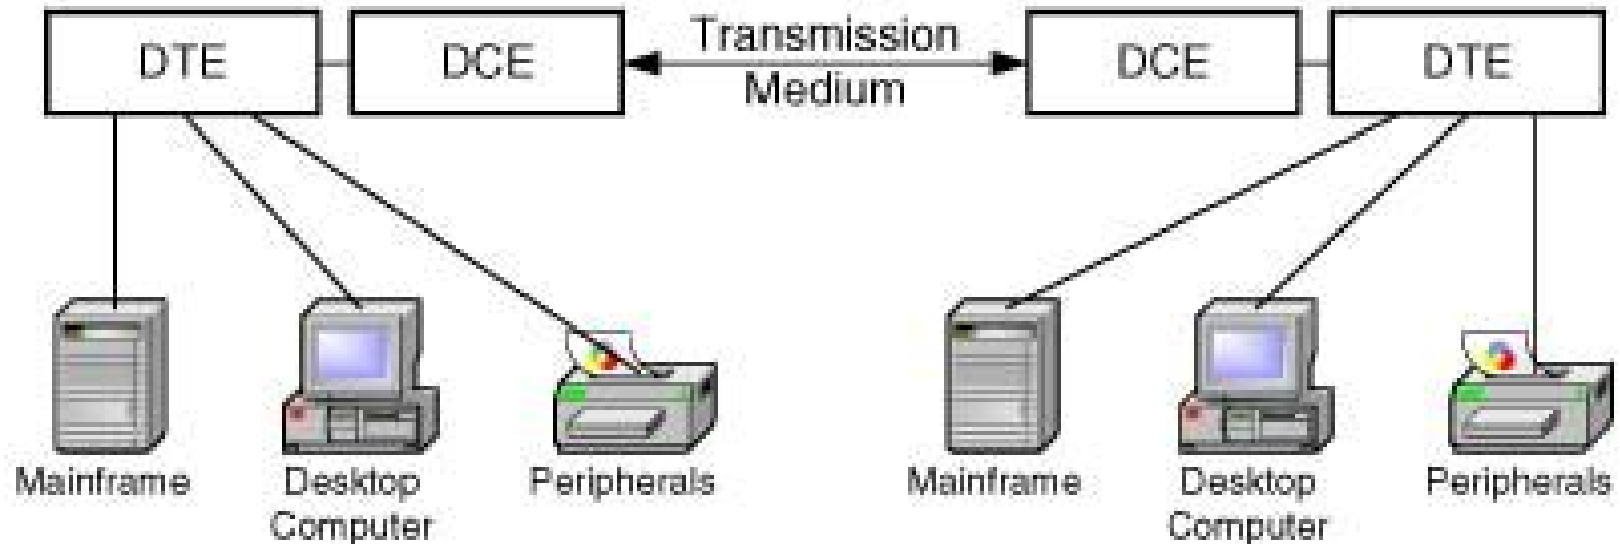 DTE
DCE
Transmission
Medium
DCE
DTE
Mainframe
Desktop
Computer
Peripherals
Mainframe
Desktop
Computer
Peripherals